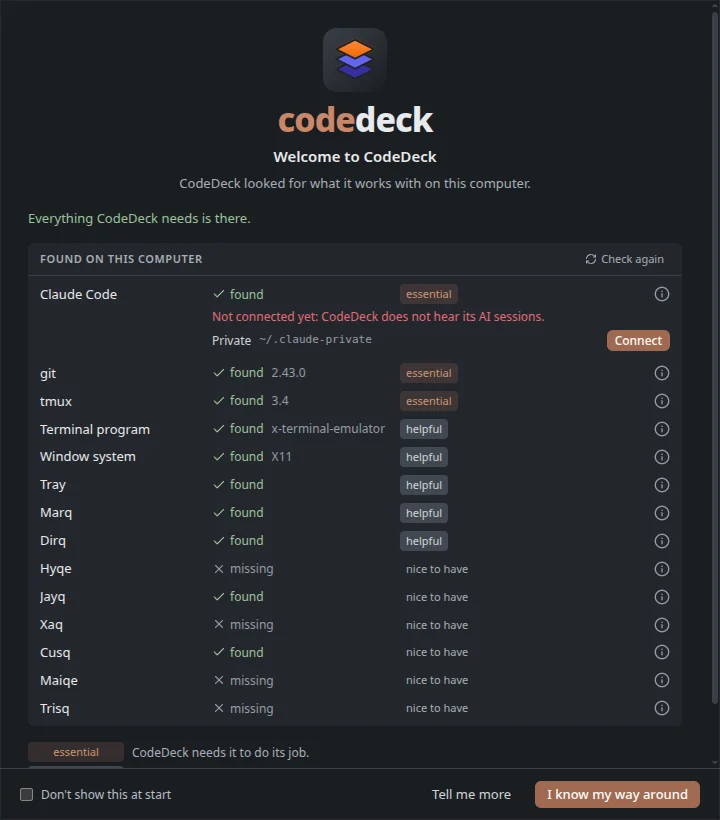 codedeck
Welcome to CodeDeck
CodeDeck looked for what it works with on this computer.
Everything CodeDeck needs is there.
FOUND ON THIS COMPUTER Check again
Claude Code found essential
Not connected yet: CodeDeck does not hear its AI sessions.
Private ~/.claude-private Connect
git found 2.43.0 essential
tmux found 3.4 essential
Terminal program found x-terminal-emulator helpful
Window system found X11 helpful
Tray found helpful
Marq found helpful
Dirq found helpful
Hyqe missing nice to have
Jayq found nice to have
Xaq missing nice to have
Cusq found nice to have
Maiqe missing nice to have
Trisq missing nice to have
essential CodeDeck needs it to do its job.
Don't show this at start Tell me more I know my way around